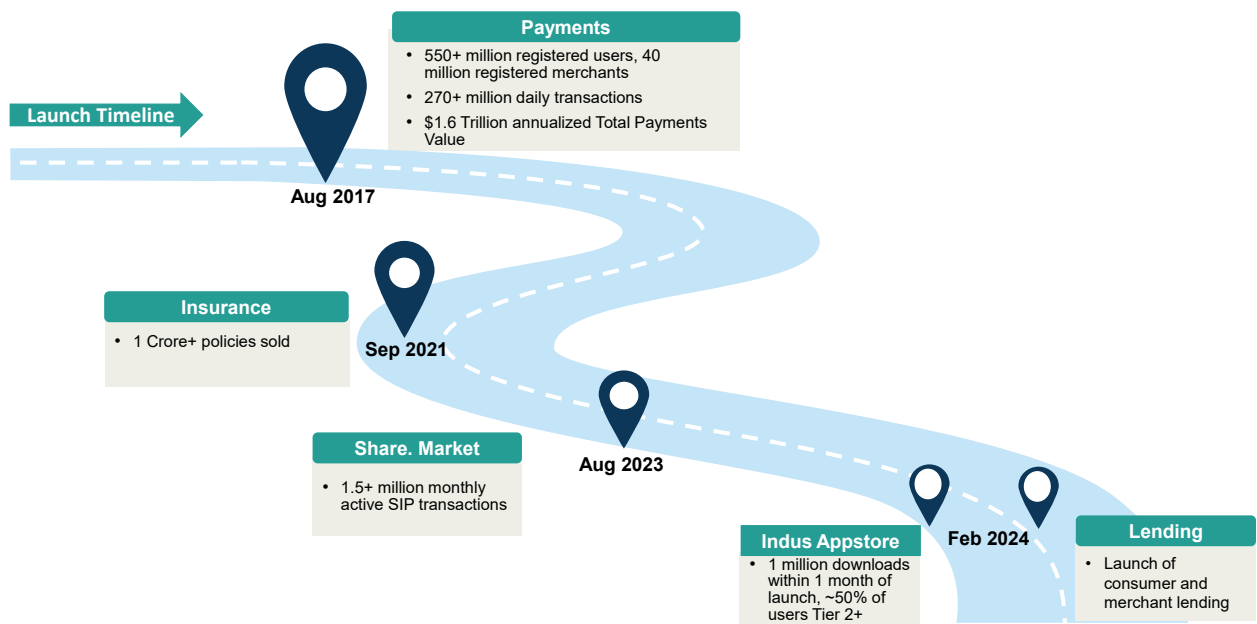 Payments
• 550+ million registered users, 40
million registered merchants
• 270+ million daily transactions
• $1.6 Trillion annualized Total Payments
Value
Launch Timeline
Aug 2017
Insurance
• 1 Crore+ policies sold
Sep 2021
Share. Market
• 1.5+ million monthly
active SIP transactions
Aug 2023
Indus Appstore
• 1 million downloads
within 1 month of
launch, ~50% of
users Tier 2+
Feb 2024
Lending
• Launch of
consumer and
merchant lending